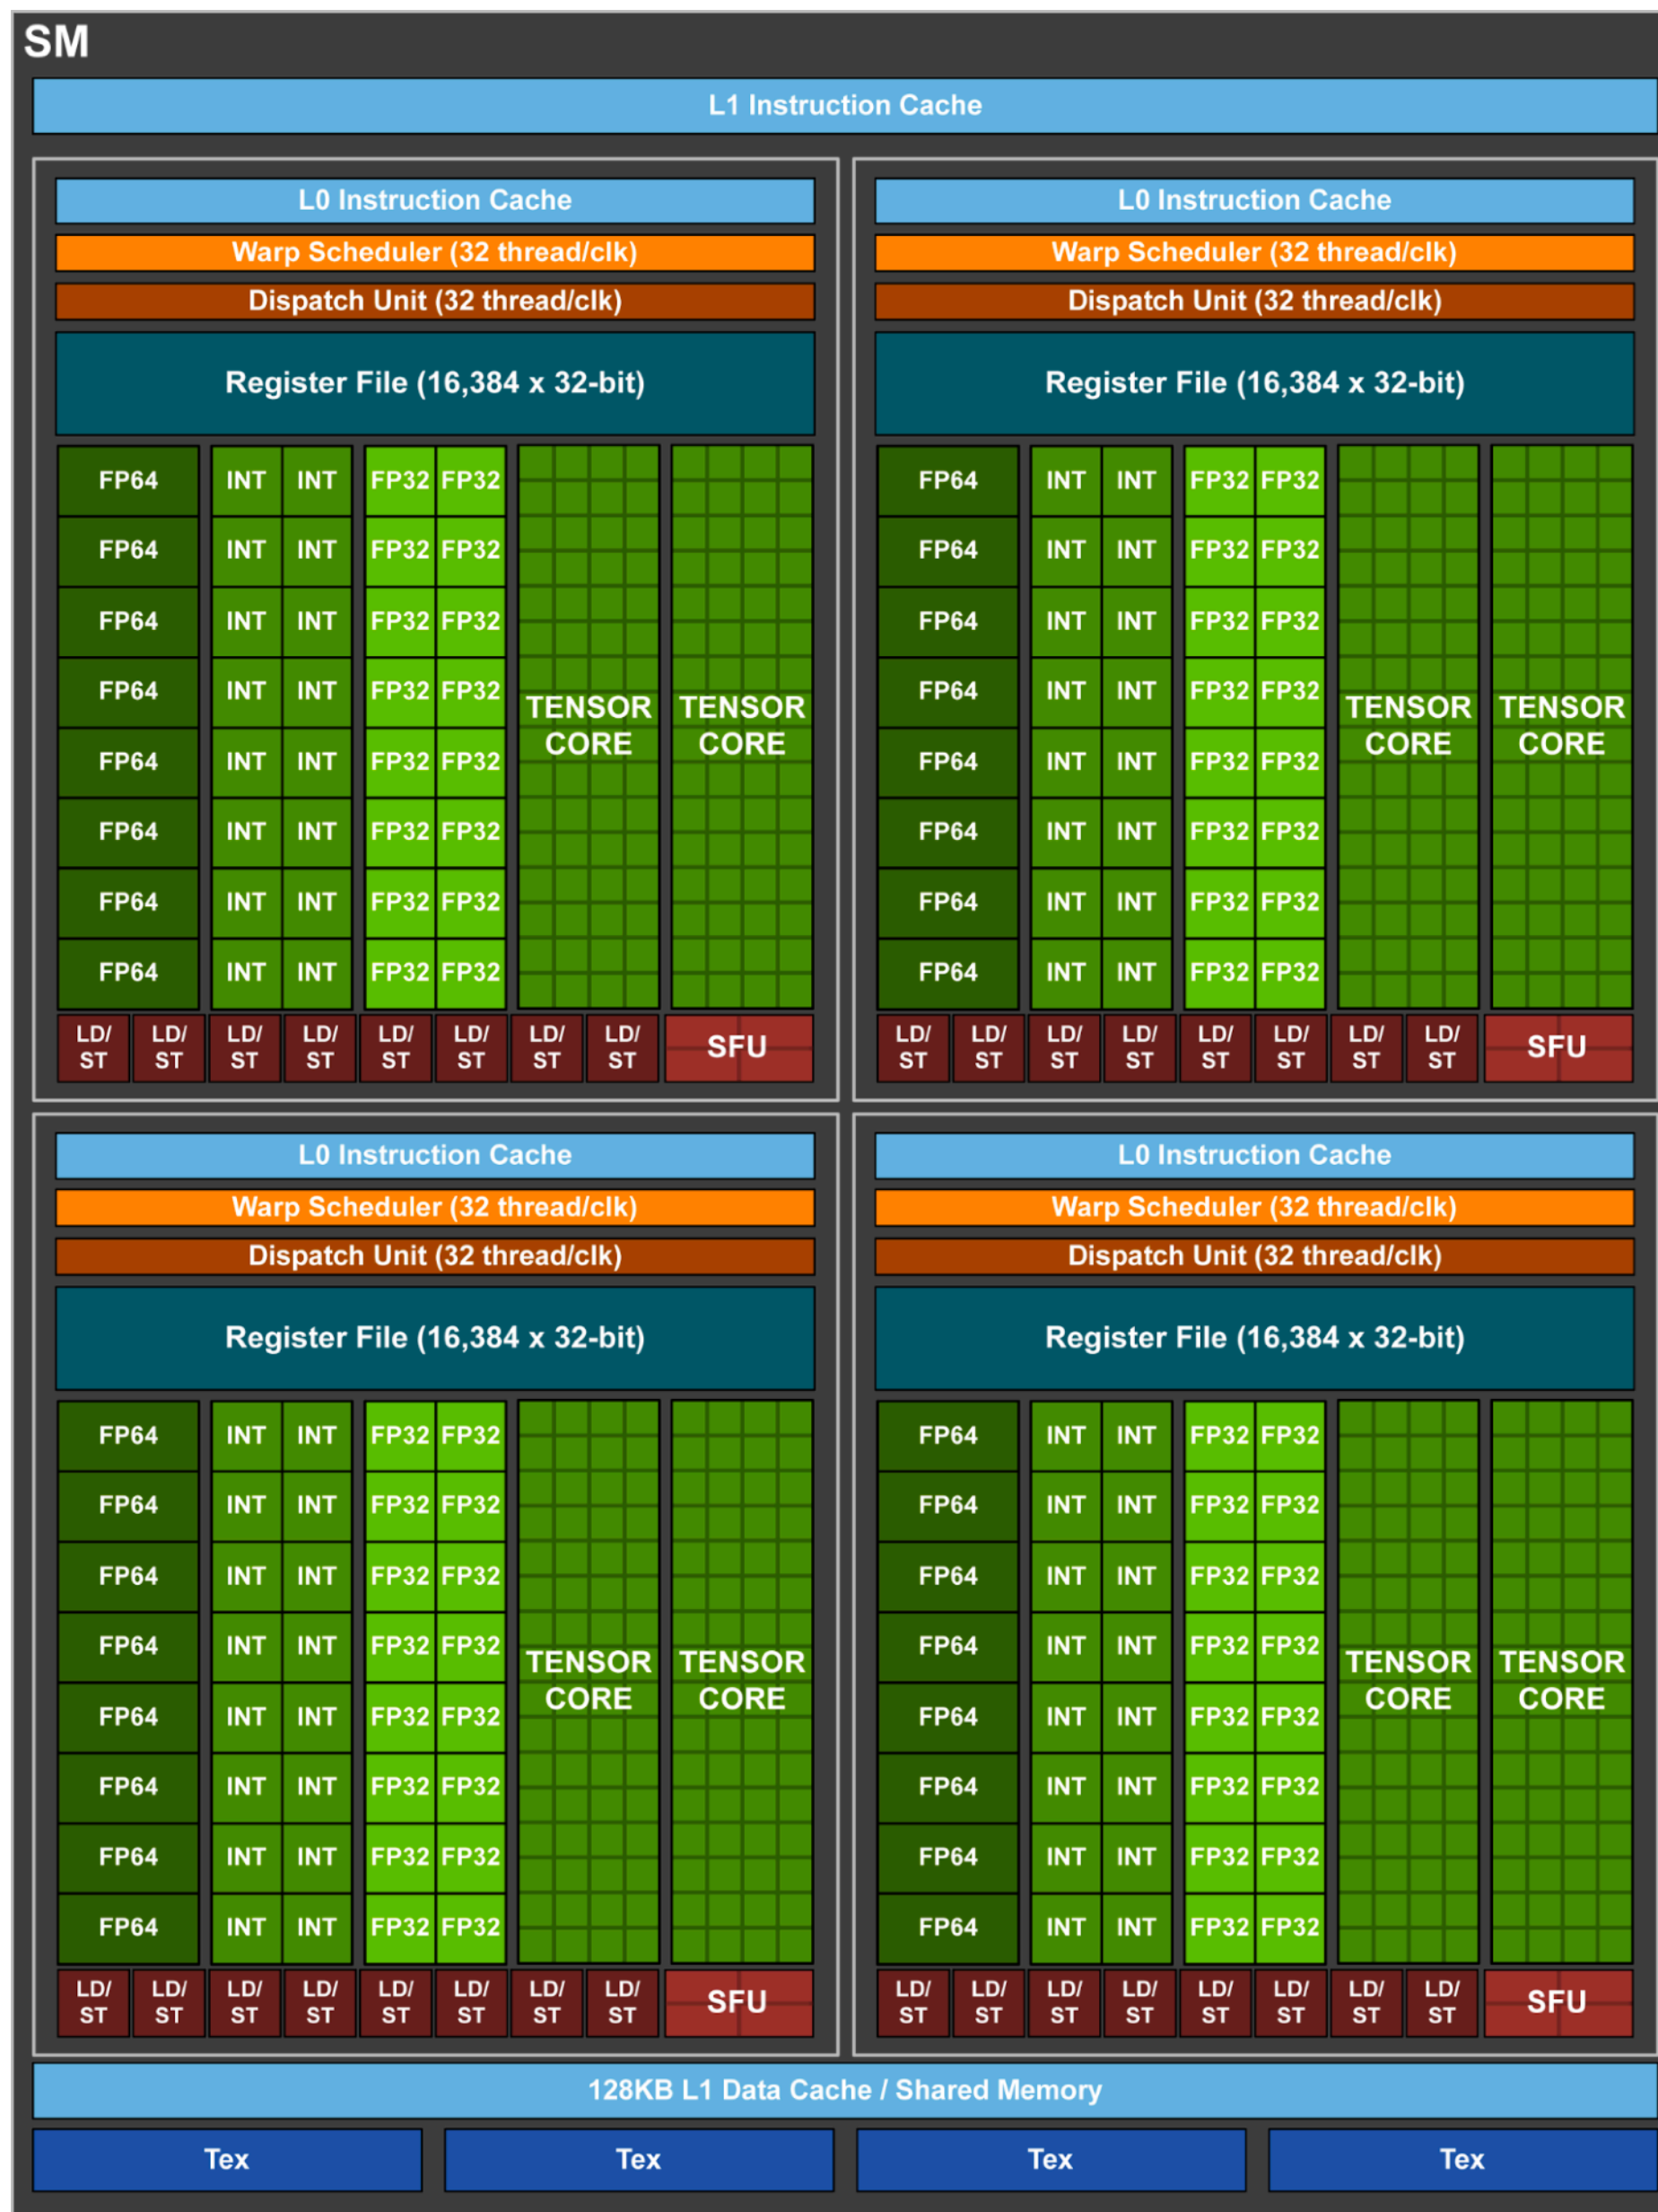 SM
L1 Instruction Cache
L0 Instruction Cache
Warp Scheduler (32 thread/clk)
Dispatch Unit (32 thread/clk)
Register File (16,384 x 32-bit)
FP64 INT INT FP32 FP32
FP64 INT INT FP32 FP32
FP64 INT INT FP32 FP32
FP64 INT INT FP32 FP32
TENSOR CORE TENSOR CORE
FP64 INT INT FP32 FP32
FP64 INT INT FP32 FP32
FP64 INT INT FP32 FP32
FP64 INT INT FP32 FP32
LD/ST LD/ST LD/ST LD/ST LD/ST LD/ST LD/ST LD/ST SFU
L0 Instruction Cache
Warp Scheduler (32 thread/clk)
Dispatch Unit (32 thread/clk)
Register File (16,384 x 32-bit)
FP64 INT INT FP32 FP32
FP64 INT INT FP32 FP32
FP64 INT INT FP32 FP32
FP64 INT INT FP32 FP32
TENSOR CORE TENSOR CORE
FP64 INT INT FP32 FP32
FP64 INT INT FP32 FP32
FP64 INT INT FP32 FP32
FP64 INT INT FP32 FP32
LD/ST LD/ST LD/ST LD/ST LD/ST LD/ST LD/ST LD/ST SFU
L0 Instruction Cache
Warp Scheduler (32 thread/clk)
Dispatch Unit (32 thread/clk)
Register File (16,384 x 32-bit)
FP64 INT INT FP32 FP32
FP64 INT INT FP32 FP32
FP64 INT INT FP32 FP32
FP64 INT INT FP32 FP32
TENSOR CORE TENSOR CORE
FP64 INT INT FP32 FP32
FP64 INT INT FP32 FP32
FP64 INT INT FP32 FP32
FP64 INT INT FP32 FP32
LD/ST LD/ST LD/ST LD/ST LD/ST LD/ST LD/ST LD/ST SFU
L0 Instruction Cache
Warp Scheduler (32 thread/clk)
Dispatch Unit (32 thread/clk)
Register File (16,384 x 32-bit)
FP64 INT INT FP32 FP32
FP64 INT INT FP32 FP32
FP64 INT INT FP32 FP32
FP64 INT INT FP32 FP32
TENSOR CORE TENSOR CORE
FP64 INT INT FP32 FP32
FP64 INT INT FP32 FP32
FP64 INT INT FP32 FP32
FP64 INT INT FP32 FP32
LD/ST LD/ST LD/ST LD/ST LD/ST LD/ST LD/ST LD/ST SFU
128KB L1 Data Cache / Shared Memory
Tex Tex Tex Tex